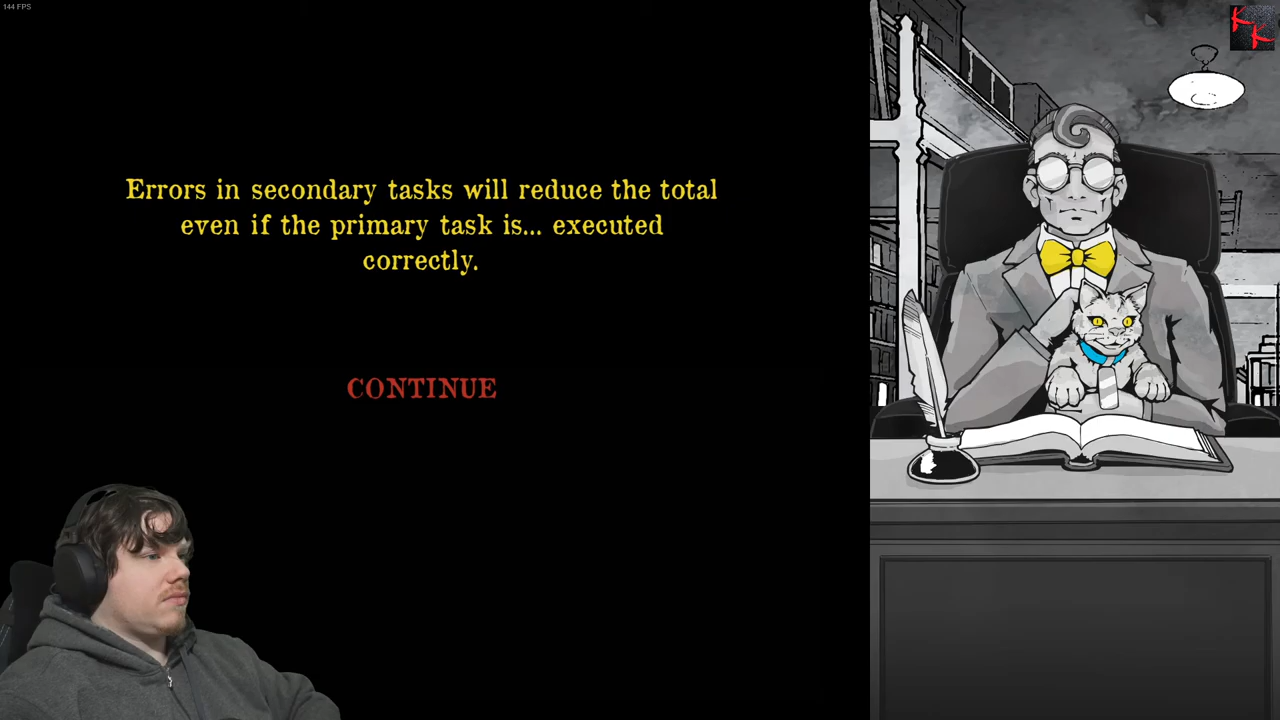 144 FPS
K
K
Errors in secondary tasks will reduce the total
even if the primary task is... executed
correctly.
CONTINUE